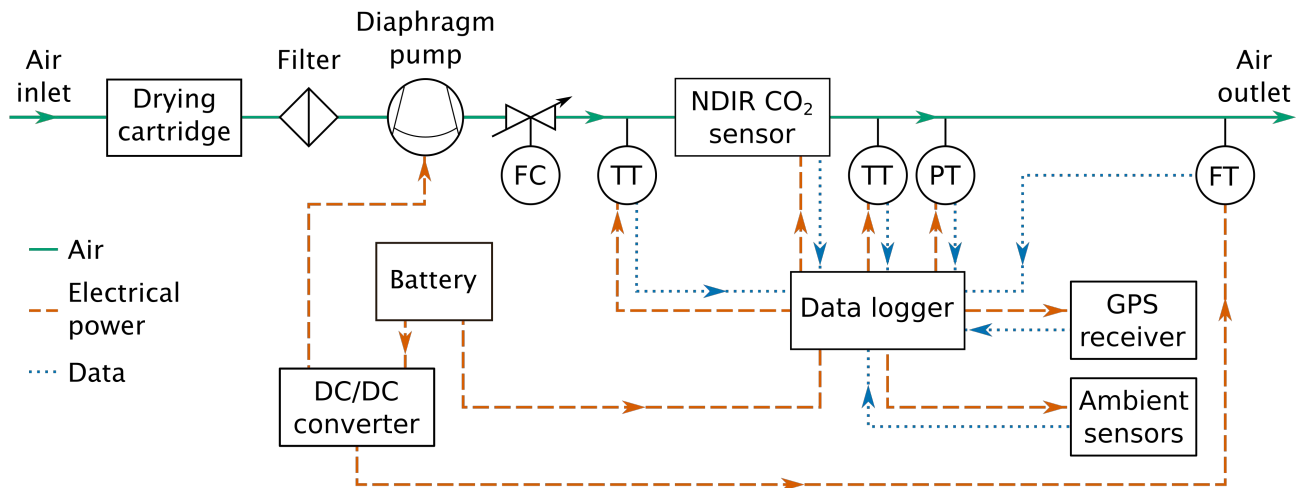 Air
inlet
Drying
cartridge
Filter
Diaphragm
pump
FC
TT
NDIR CO₂
sensor
TT
PT
Air
outlet
FT
Air
Electrical
power
Data
Battery
DC/DC
converter
Data logger
GPS
receiver
Ambient
sensors